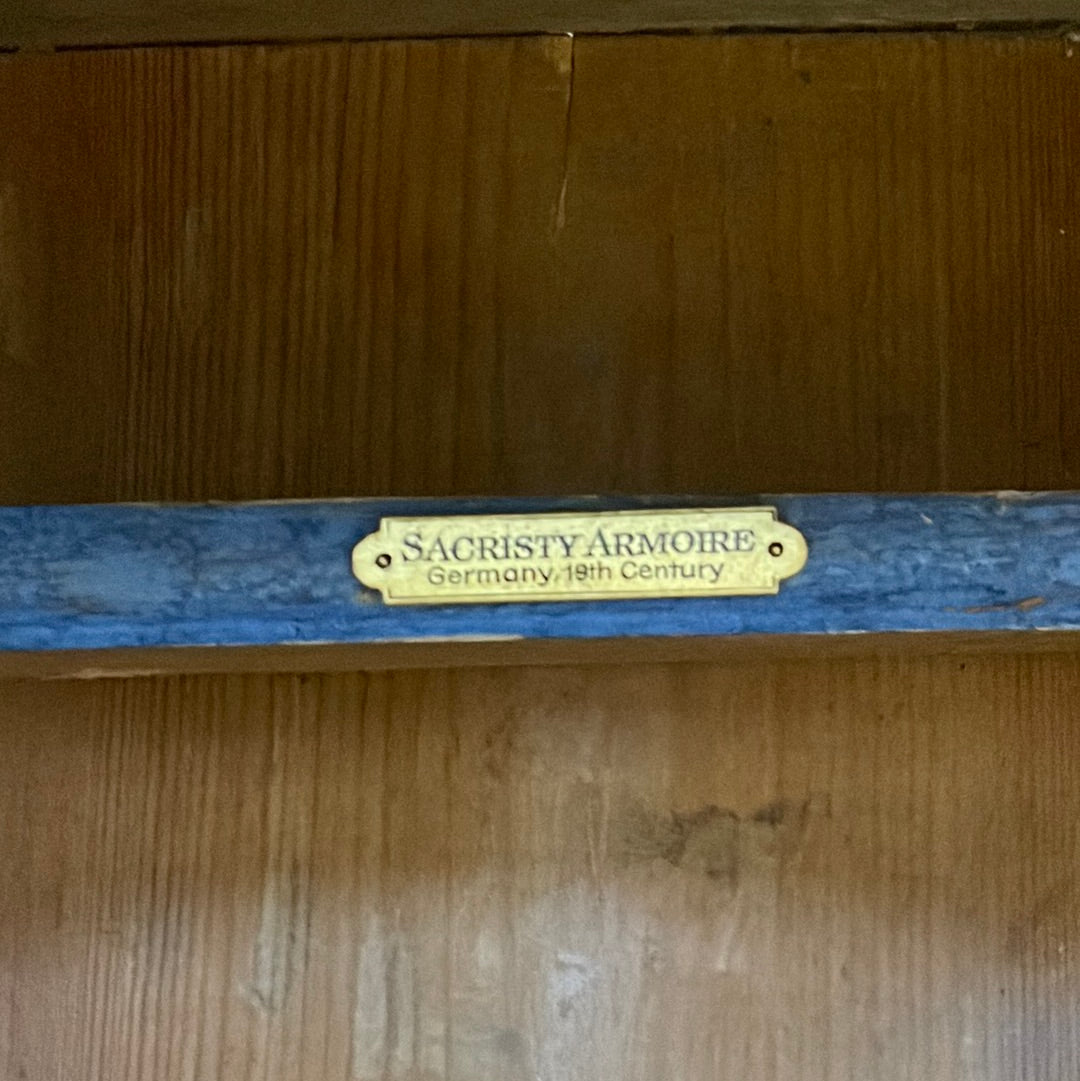 SACRISTY ARMOIRE
Germany, 19th Century